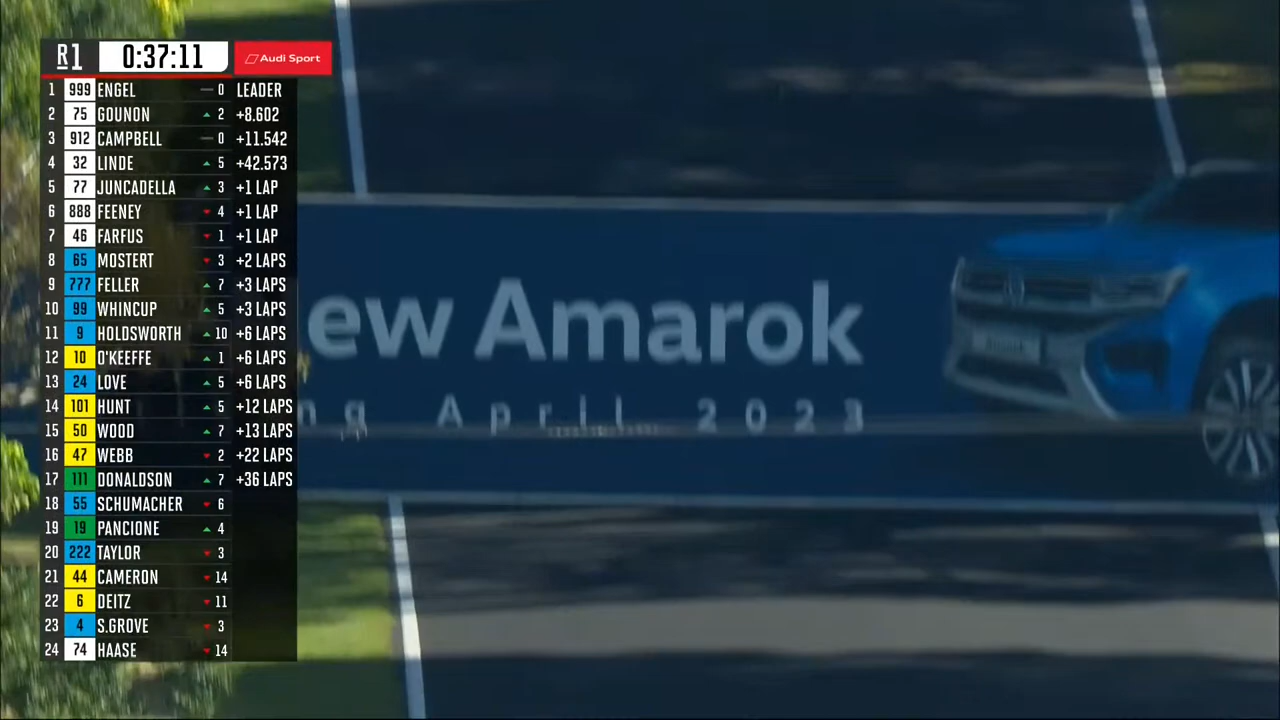 R1 0:37:11 Audi Sport
1 999 ENGEL 0 LEADER
2 75 GOUNON 2 +8.602
3 912 CAMPBELL 0 +11.542
4 32 LINDE 5 +42.573
5 77 JUNCADELLA 3 +1 LAP
6 888 FEENEY 4 +1 LAP
7 46 FARFUS 1 +1 LAP
8 65 MOSTERT 3 +2 LAPS
9 777 FELLER 7 +3 LAPS
10 99 WHINCUP 5 +3 LAPS
11 9 HOLDSWORTH 10 +6 LAPS
12 10 O'KEEFFE 1 +6 LAPS
13 24 LOVE 5 +6 LAPS
14 101 HUNT 5 +12 LAPS
15 50 WOOD 7 +13 LAPS
16 47 WEBB 2 +22 LAPS
17 111 DONALDSON 7 +36 LAPS
18 55 SCHUMACHER 6
19 19 PANCIONE 4
20 222 TAYLOR 3
21 44 CAMERON 14
22 6 DEITZ 11
23 4 S.GROVE 3
24 74 HAASE 14
ew Amarok
ng April 2023